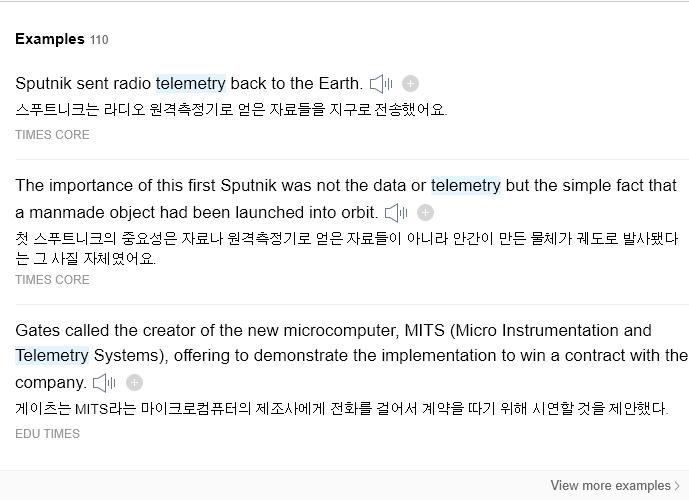 Examples 110
Sputnik sent radio telemetry back to the Earth.
스푸트니크는 라디오 원격측정기로 얻은 자료들을 지구로 전송했어요.
TIMES CORE
The importance of this first Sputnik was not the data or telemetry but the simple fact that
a manmade object had been launched into orbit.
첫 스푸트니크의 중요성은 자료나 원격측정기로 얻은 자료들이 아니라 안간이 만든 물체가 궤도로 발사됐다
는 그 사질 자체였어요.
TIMES CORE
Gates called the creator of the new microcomputer, MITS (Micro Instrumentation and
Telemetry Systems), offering to demonstrate the implementation to win a contract with the
company.
게이츠는 MITS라는 마이크로컴퓨터의 제조사에게 전화를 걸어서 계약을 따기 위해 시연할 것을 제안했다.
EDU TIMES
View more examples